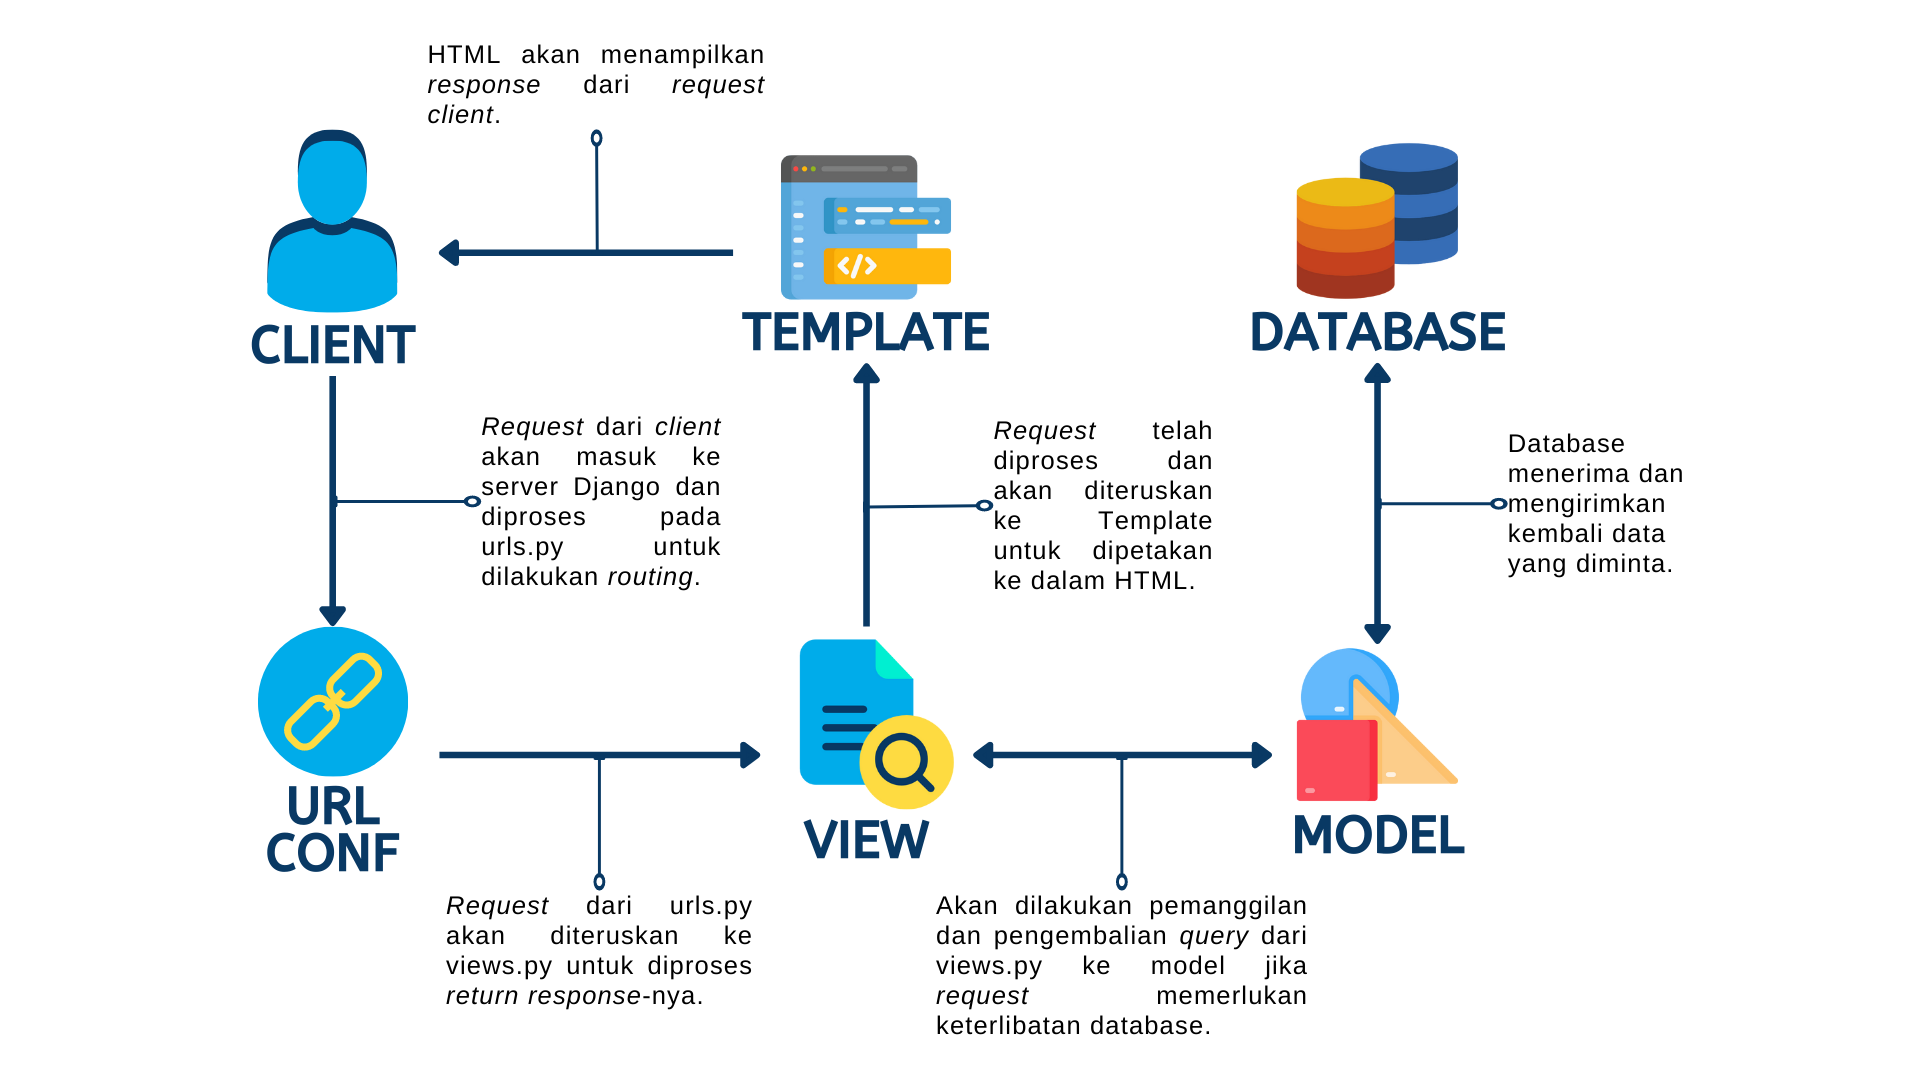 HTML akan menampilkan
response dari request
client.
CLIENT
TEMPLATE
DATABASE
Request dari client
akan masuk ke
server Django dan
diproses pada
urls.py untuk
dilakukan routing.
Request telah
diproses dan
akan diteruskan
ke Template
untuk dipetakan
ke dalam HTML.
Database
menerima dan
mengirimkan
kembali data
yang diminta.
URL
CONF
VIEW
MODEL
Request dari urls.py
akan diteruskan ke
views.py untuk diproses
return response-nya.
Akan dilakukan pemanggilan
dan pengembalian query dari
views.py ke model jika
request memerlukan
keterlibatan database.